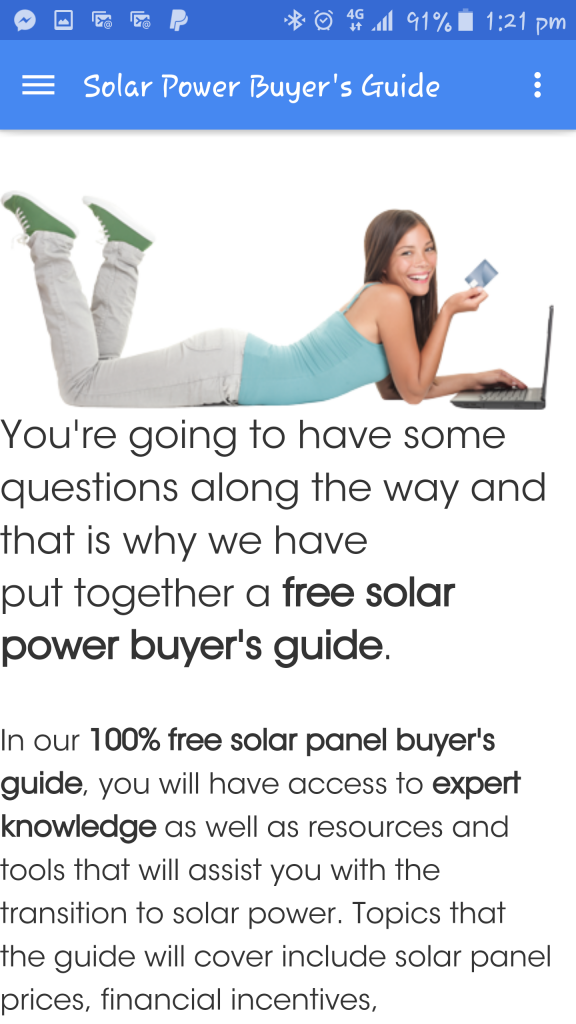 4G 91% 1:21 pm
Solar Power Buyer's Guide
You're going to have some
questions along the way and
that is why we have
put together a free solar
power buyer's guide.
In our 100% free solar panel buyer's
guide, you will have access to expert
knowledge as well as resources and
tools that will assist you with the
transition to solar power. Topics that
the guide will cover include solar panel
prices, financial incentives,